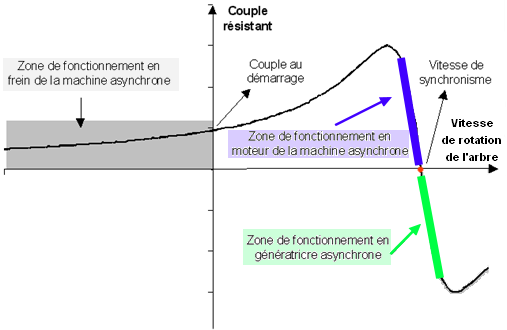 Couple
résistant
Zone de fonctionnement en
frein de la machine asynchrone
Couple au
démarrage
Vitesse de
synchronisme
Zone de fonctionnement en
moteur de la machine asynchrone
Vitesse
de rotation
de l'arbre
Zone de fonctionnement en
génératricre asynchrone